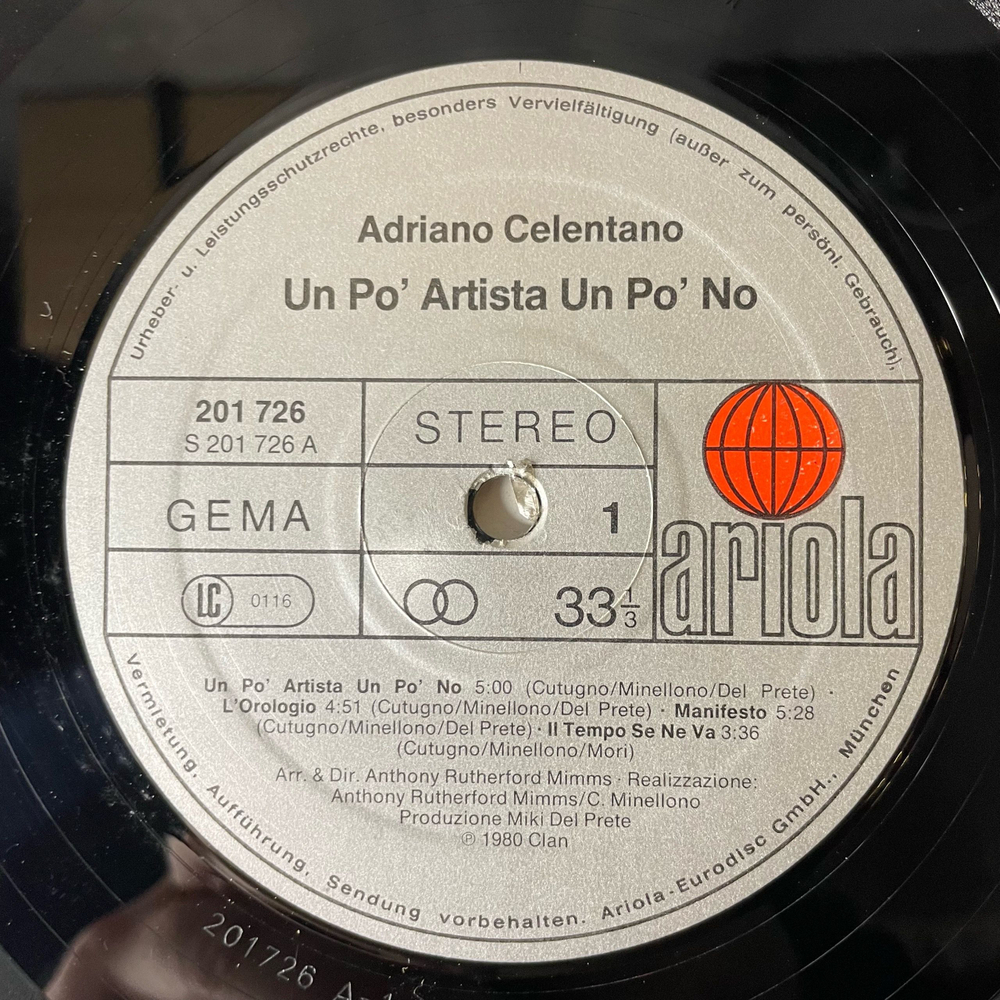 Urheber- u. Leistungsschutzrechte, besonders Vervielfältigung (außer zum persönl. Gebrauch),
Adriano Celentano
Un Po’ Artista Un Po’ No
201 726
S 201 726 A
STEREO
GEMA
1
LC 0116
33 1/3
ariola
Un Po’ Artista Un Po’ No 5:00 (Cutugno/Minellono/Del Prete) ·
L’Orologio 4:51 (Cutugno/Minellono/Del Prete) · Manifesto 5:28
(Cutugno/Minellono/Del Prete) · Il Tempo Se Ne Va 3:36
(Cutugno/Minellono/Mori)
Arr. & Dir. Anthony Rutherford Mimms · Realizzazione:
Anthony Rutherford Mimms/C. Minellono
Produzione Miki Del Prete
℗ 1980 Clan
Vermietung, Aufführung, Sendung vorbehalten. Ariola-Eurodisc GmbH., München
201726